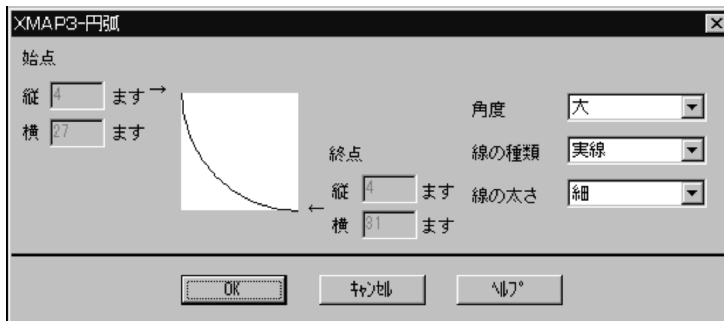 XMAP3-円弧
始点
縦 4 ます→
横 27 ます
終点
縦 4 ます
← 横 31 ます
角度 大
線の種類 実線
線の太さ 細
OK ｷｬﾝｾﾙ ﾍﾙﾌﾟ